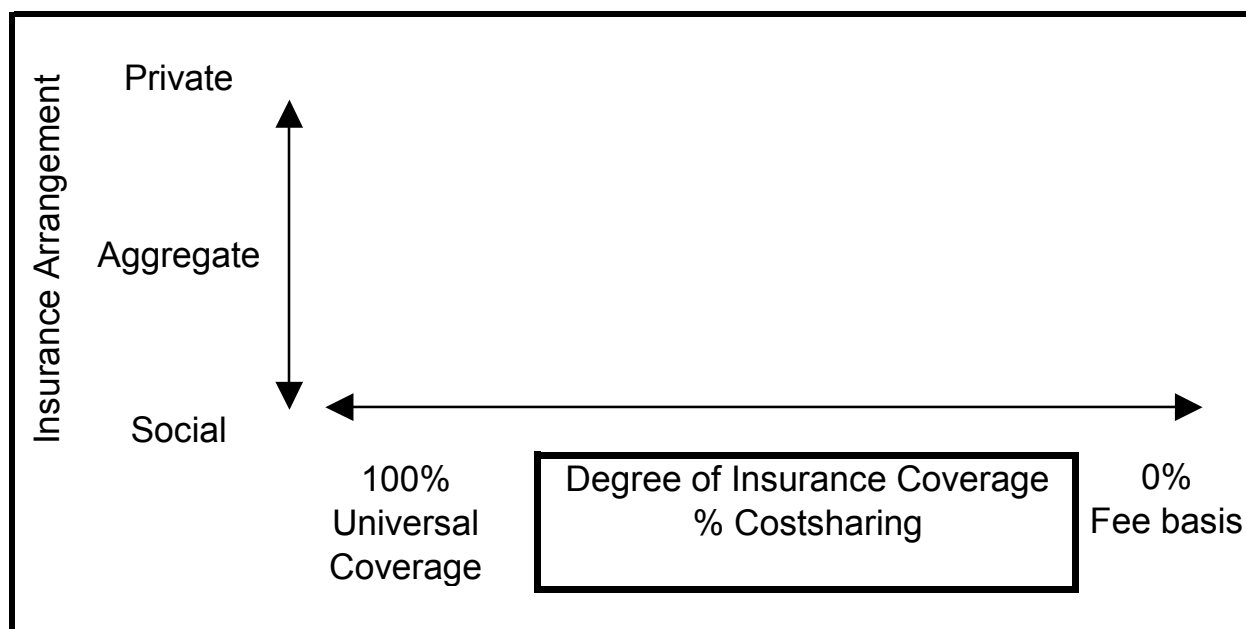 Insurance Arrangement
Private
Aggregate
Social
100%
Universal
Coverage
Degree of Insurance Coverage
% Costsharing
0%
Fee basis